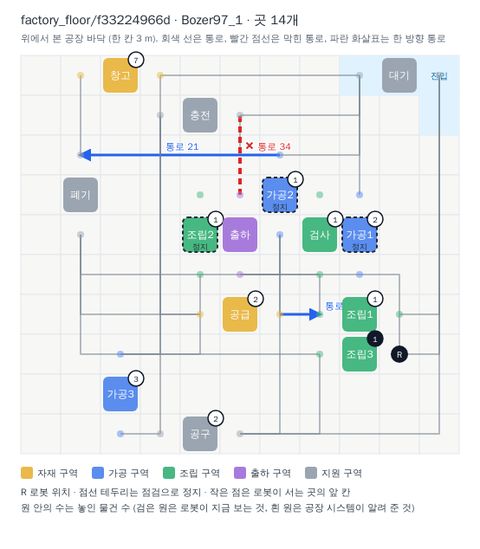 factory_floor/f33224966d · Bozer97_1 · 곳 14개
위에서 본 공장 바닥 (한 칸 3 m). 회색 선은 통로, 빨간 점선은 막힌 통로, 파란 화살표는 한 방향 통로
창고 7
대기
충전
통로 21
✕ 통로 34
폐기
가공2 정지 1
조립2 정지 1
출하
검사 1
가공1 정지 2
공급 2
통로
조립1 1
조립3 1
R
가공3 3
공구 2
자재 구역 가공 구역 조립 구역 출하 구역 지원 구역
R 로봇 위치 · 점선 테두리는 점검으로 정지 · 작은 점은 로봇이 서는 곳의 앞 칸
원 안의 수는 놓인 물건 수 (검은 원은 로봇이 지금 보는 것, 흰 원은 공장 시스템이 알려 준 것)